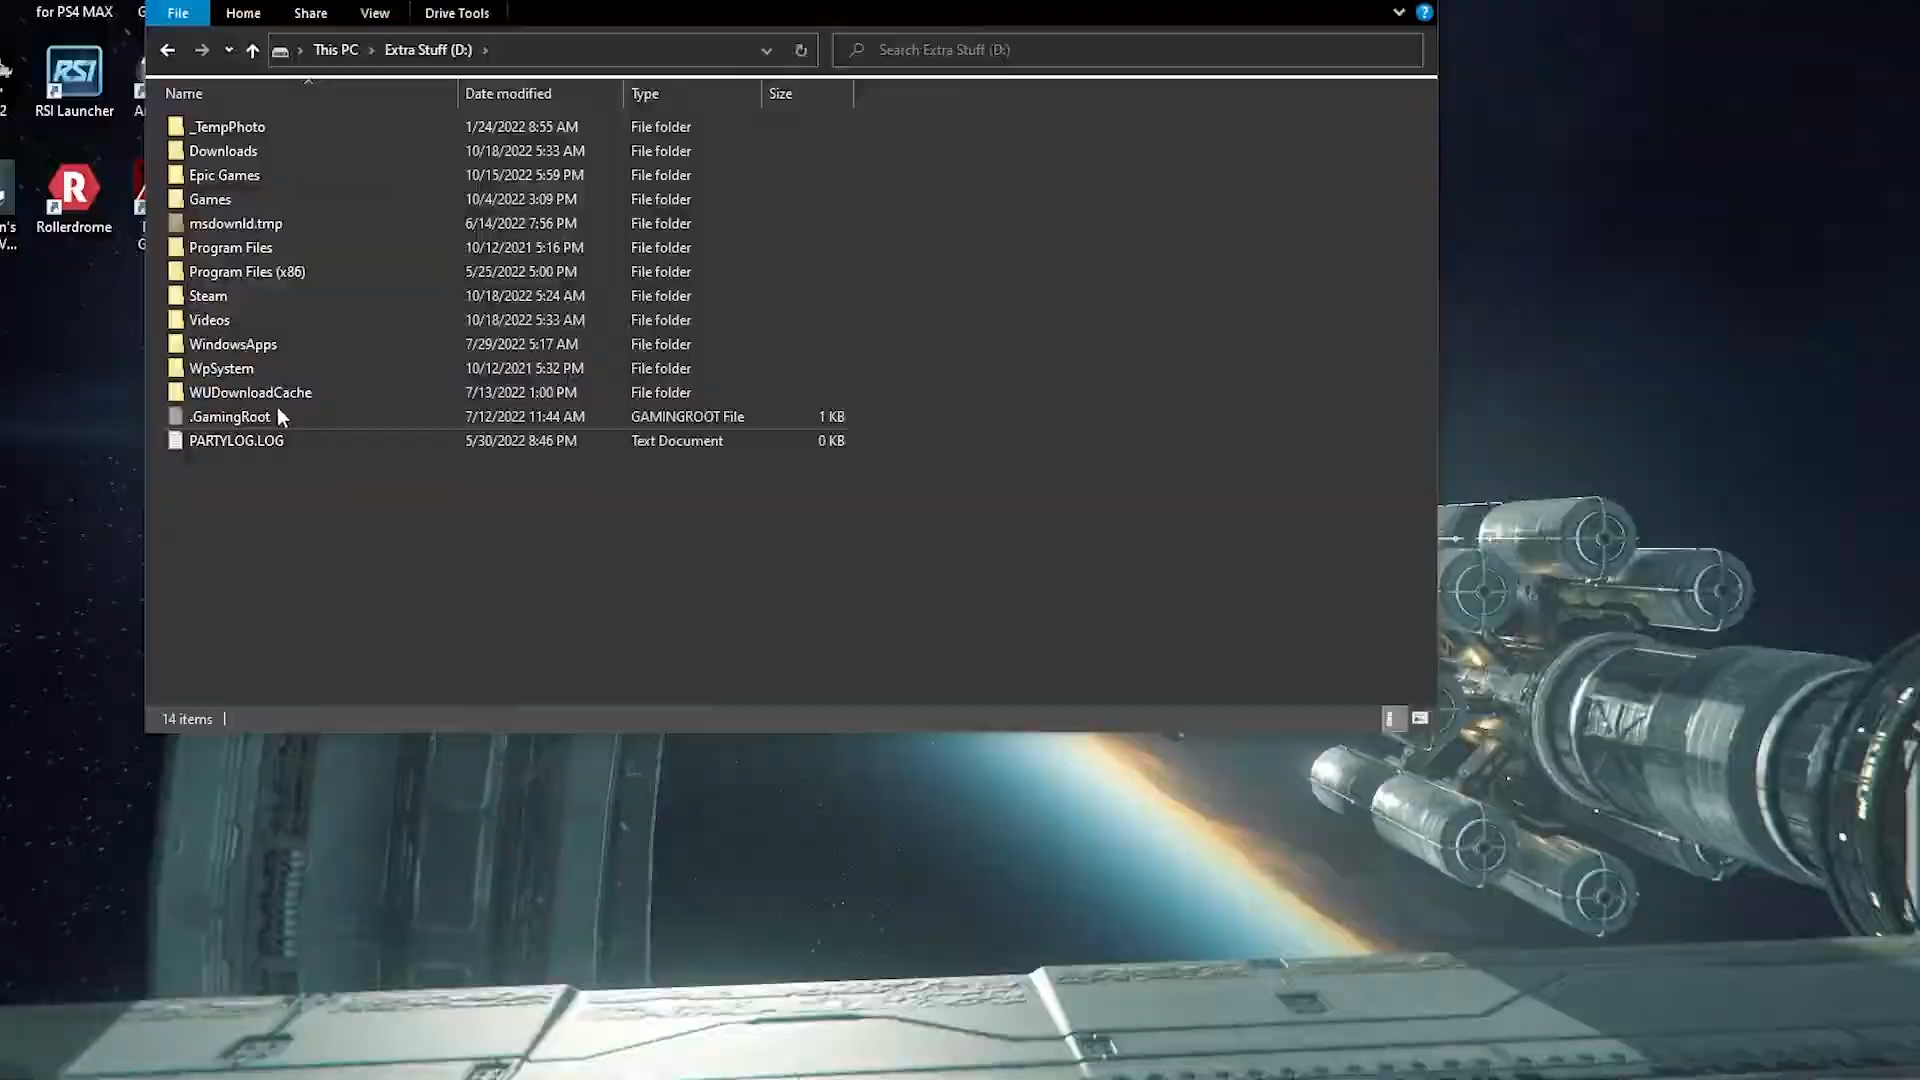 for PS4 MAX
File Home Share View Drive Tools ?
This PC > Extra Stuff (D:) >
Search Extra Stuff (D:)
RSI
RSI Launcher
2
R
Rollerdrome
Name Date modified Type Size
_TempPhoto 1/24/2022 8:55 AM File folder
Downloads 10/18/2022 5:33 AM File folder
Epic Games 10/15/2022 5:59 PM File folder
Games 10/4/2022 3:09 PM File folder
msdownld.tmp 6/14/2022 7:56 PM File folder
Program Files 10/12/2021 5:16 PM File folder
Program Files (x86) 5/25/2022 5:00 PM File folder
Steam 10/18/2022 5:24 AM File folder
Videos 10/18/2022 5:33 AM File folder
WindowsApps 7/29/2022 5:17 AM File folder
WpSystem 10/12/2021 5:32 PM File folder
WUDownloadCache 7/13/2022 1:00 PM File folder
.GamingRoot 7/12/2022 11:44 AM GAMINGROOT File 1 KB
PARTYLOG.LOG 5/30/2022 8:46 PM Text Document 0 KB
14 items